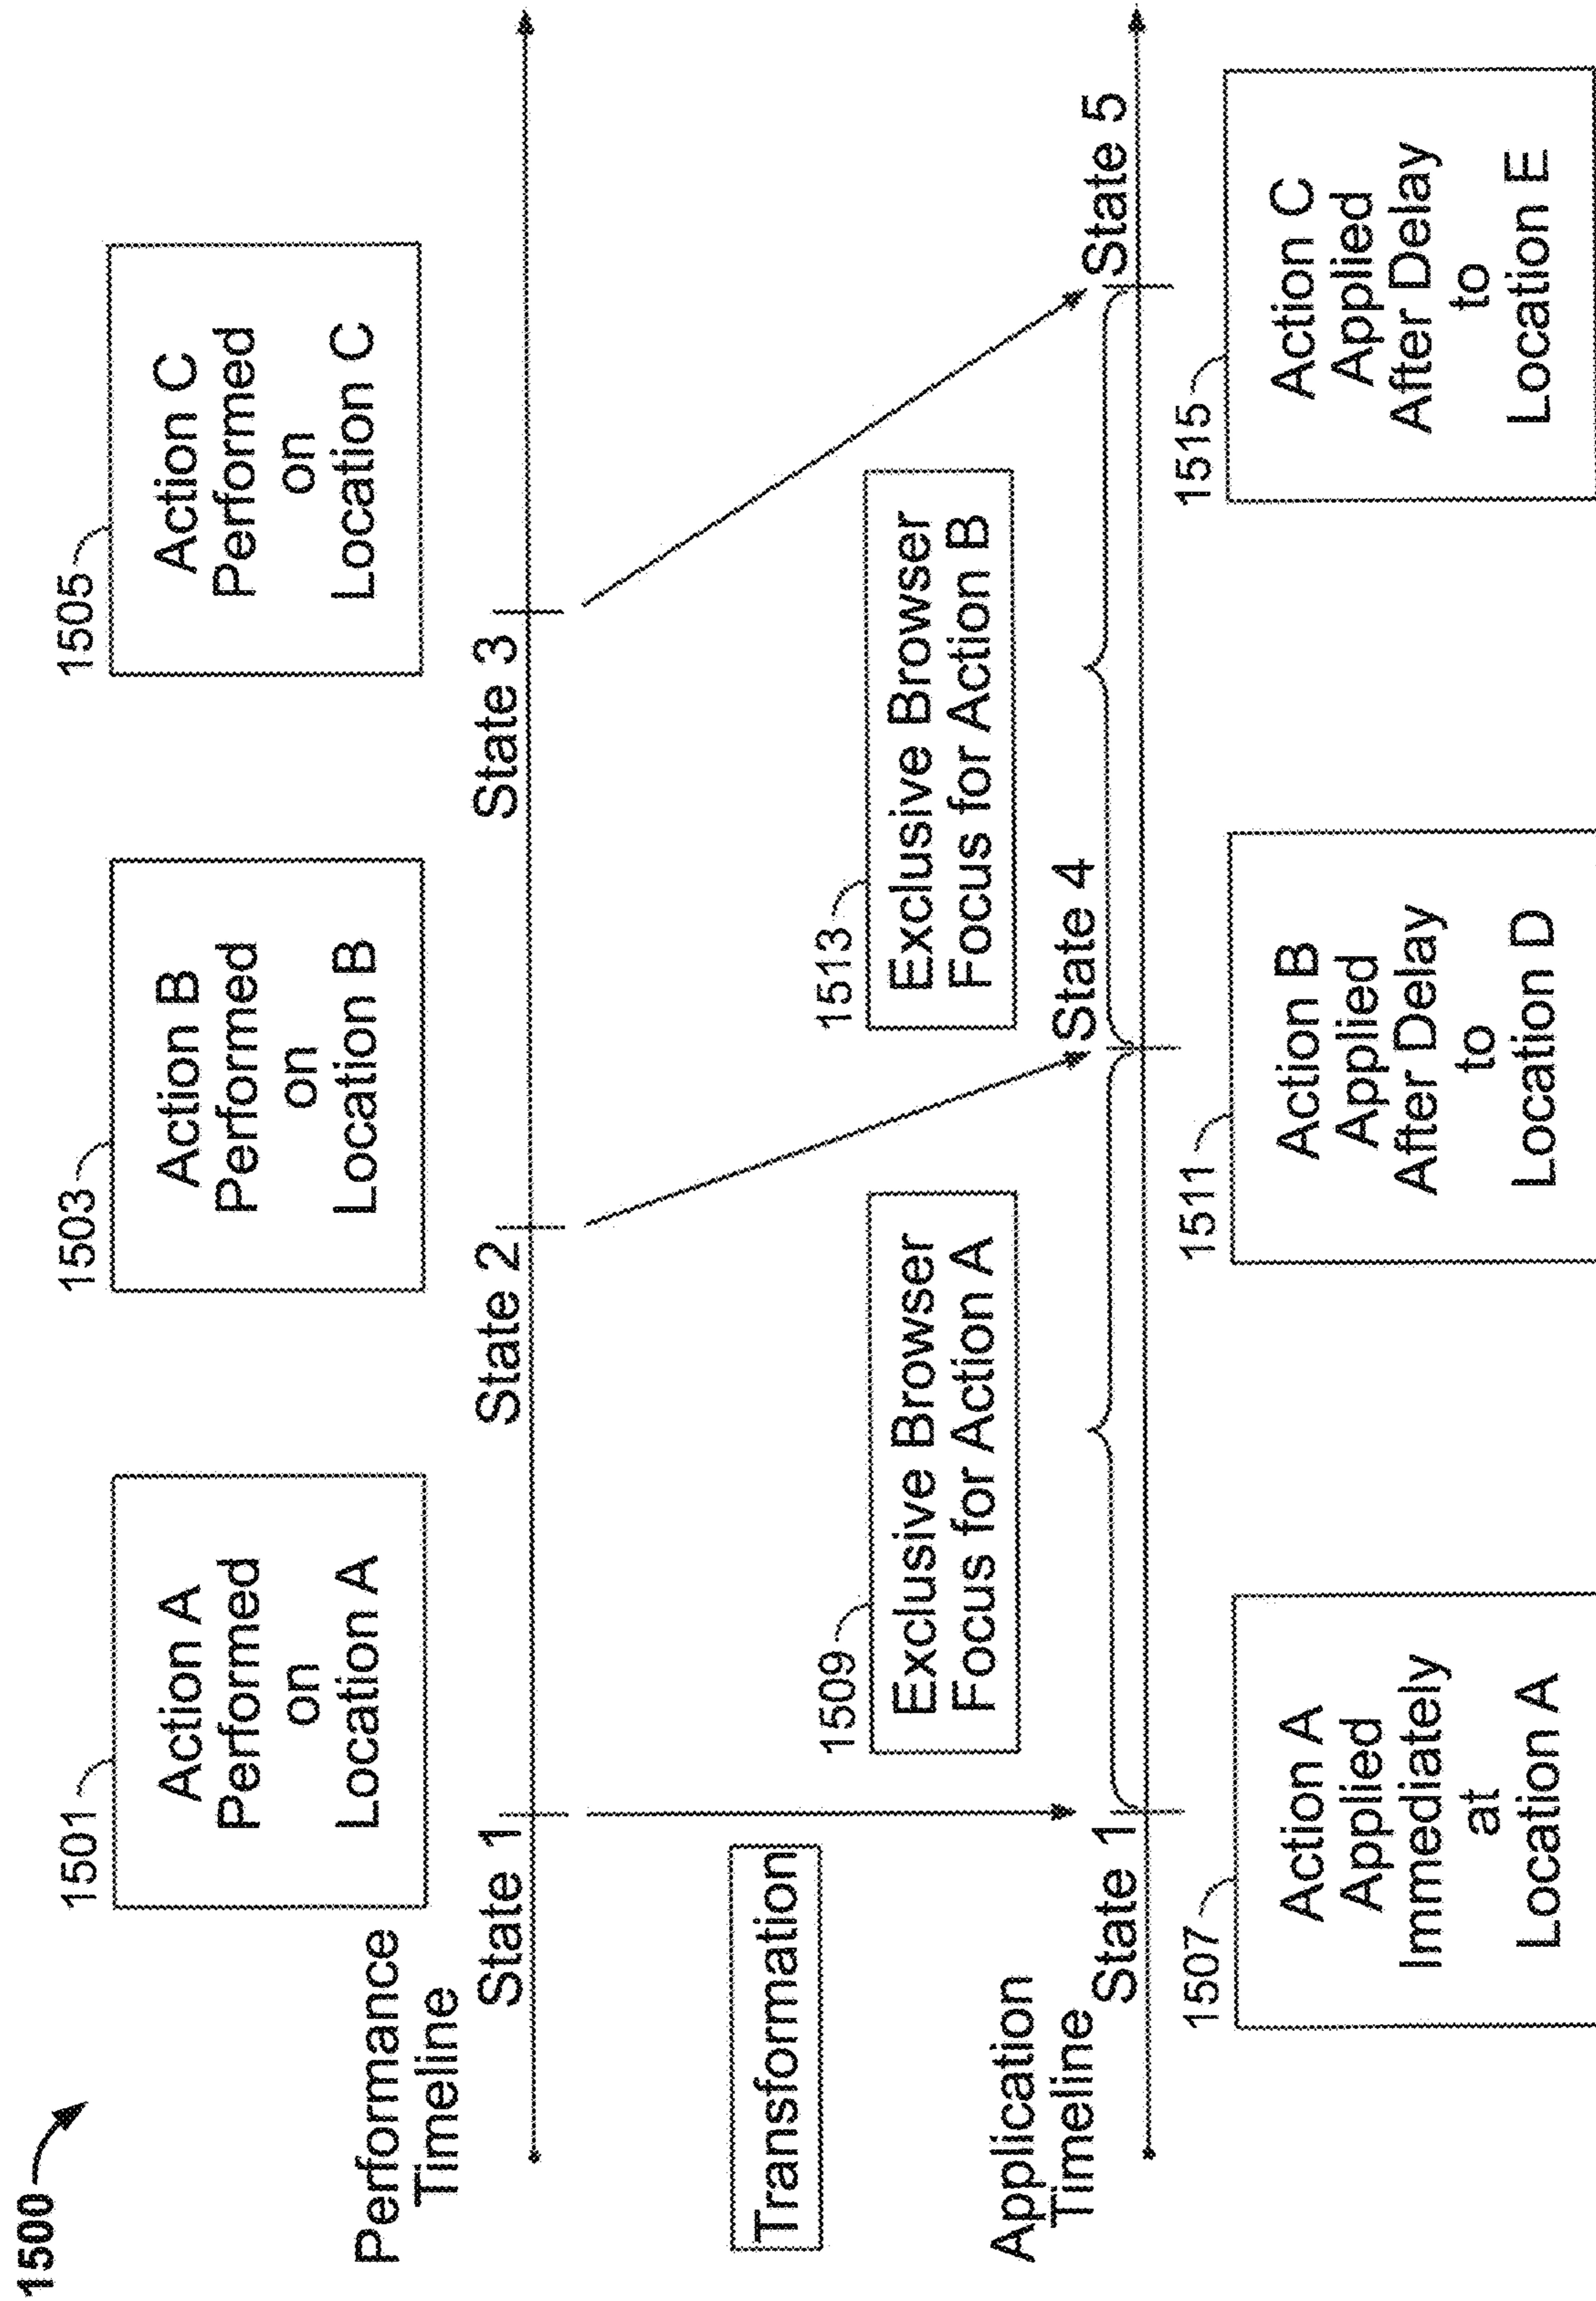 1500
1501
Action A
Performed
on
Location A
1503
Action B
Performed
on
Location B
1505
Action C
Performed
on
Location C
Performance
Timeline
State 1
State 2
State 3
Transformation
1509
Exclusive Browser
Focus for Action A
1513
Exclusive Browser
Focus for Action B
Application
Timeline
State 1
State 4
State 5
1507
Action A
Applied
Immediately
at
Location A
1511
Action B
Applied
After Delay
to
Location D
1515
Action C
Applied
After Delay
to
Location E